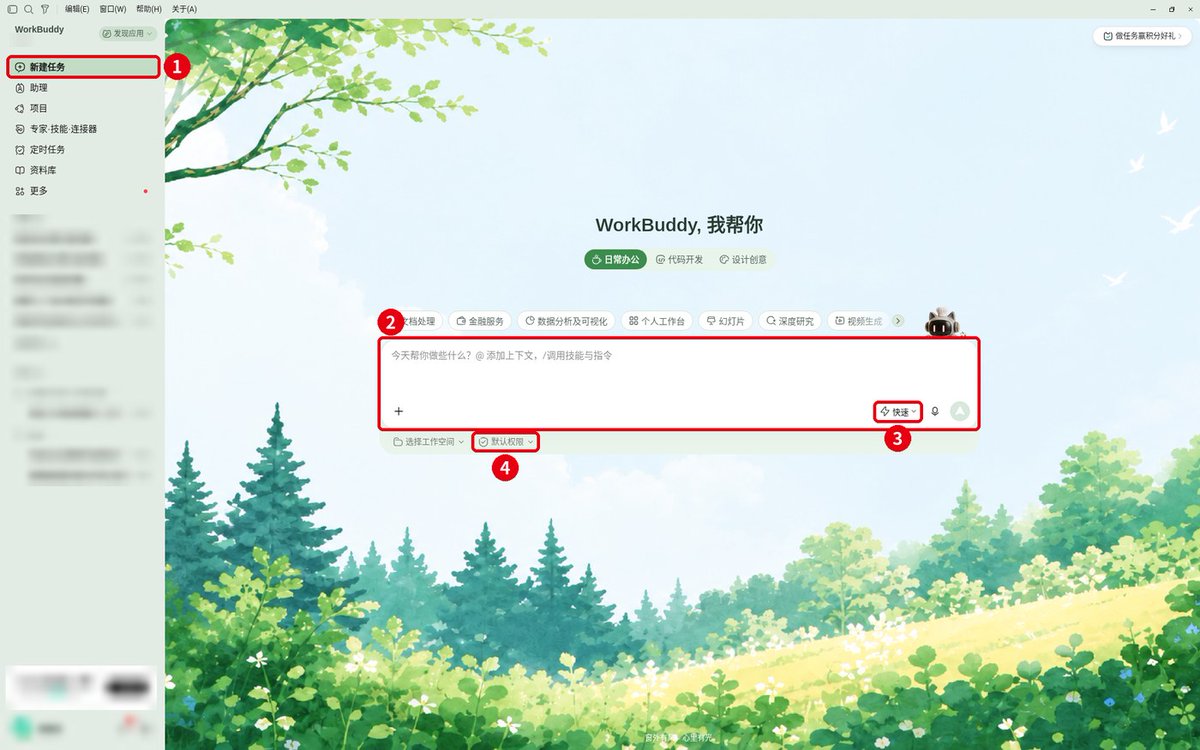 编辑(E) 窗口(W) 帮助(H) 关于(A)
WorkBuddy
发现应用
做任务赢积分好礼
新建任务
1
助理
项目
专家·技能·连接器
定时任务
资料库
更多
WorkBuddy, 我帮你
日常办公 代码开发 设计创意
2
文档处理 金融服务 数据分析及可视化 个人工作台 幻灯片 深度研究 视频生成
今天帮你做些什么？@ 添加上下文，/调用技能与指令
快速
3
选择工作空间 默认权限
4